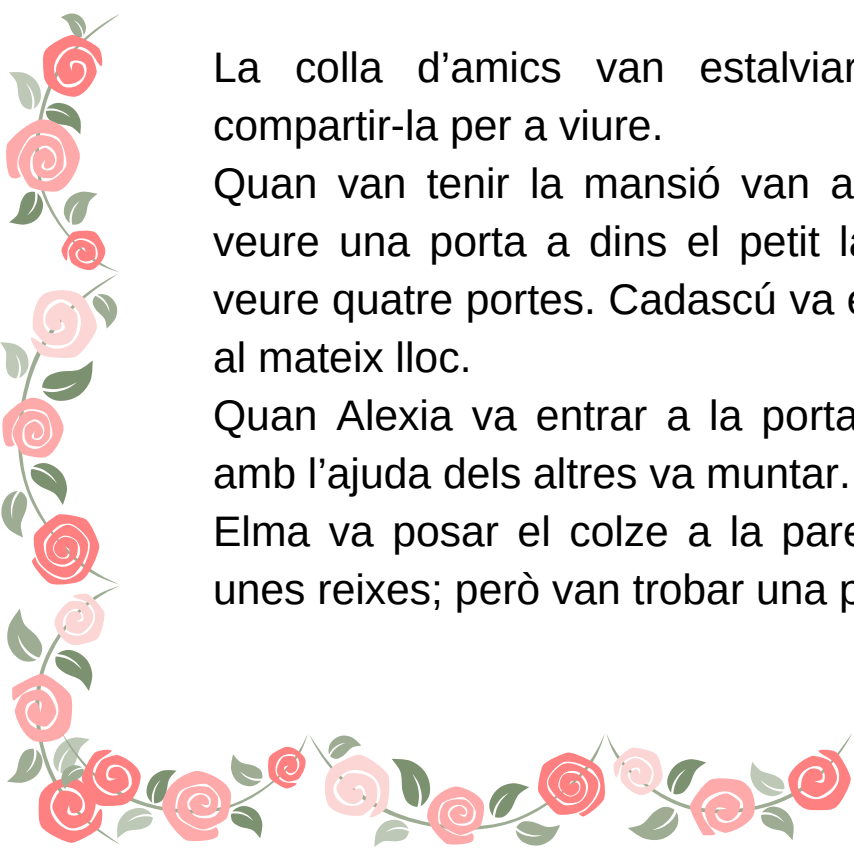 La colla d’amics van estalviar
compartir-la per a viure.
Quan van tenir la mansió van a
veure una porta a dins el petit
veure quatre portes. Cadascú va
al mateix lloc.
Quan Alexia va entrar a la porta
amb l’ajuda dels altres va muntar.
Elma va posar el colze a la
unes reixes; però van trobar una